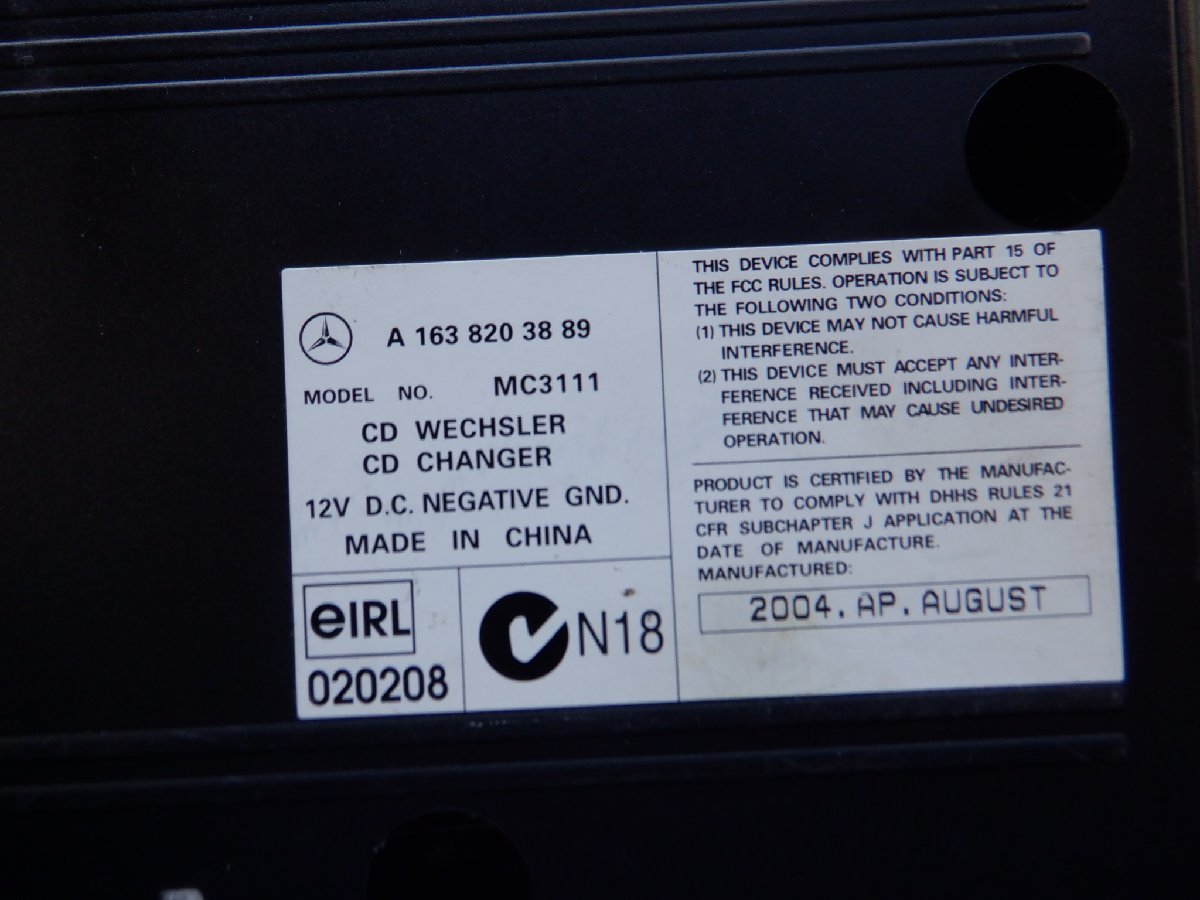 A 163 820 38 89
MODEL NO. MC3111
CD WECHSLER
CD CHANGER
12V D.C. NEGATIVE GND.
MADE IN CHINA
eIRL
020208
N18
THIS DEVICE COMPLIES WITH PART 15 OF
THE FCC RULES. OPERATION IS SUBJECT TO
THE FOLLOWING TWO CONDITIONS:
(1) THIS DEVICE MAY NOT CAUSE HARMFUL
INTERFERENCE.
(2) THIS DEVICE MUST ACCEPT ANY INTER-
FERENCE RECEIVED INCLUDING INTER-
FERENCE THAT MAY CAUSE UNDESIRED
OPERATION.
PRODUCT IS CERTIFIED BY THE MANUFAC-
TURER TO COMPLY WITH DHHS RULES 21
CFR SUBCHAPTER J APPLICATION AT THE
DATE OF MANUFACTURE.
MANUFACTURED:
2004.AP.AUGUST